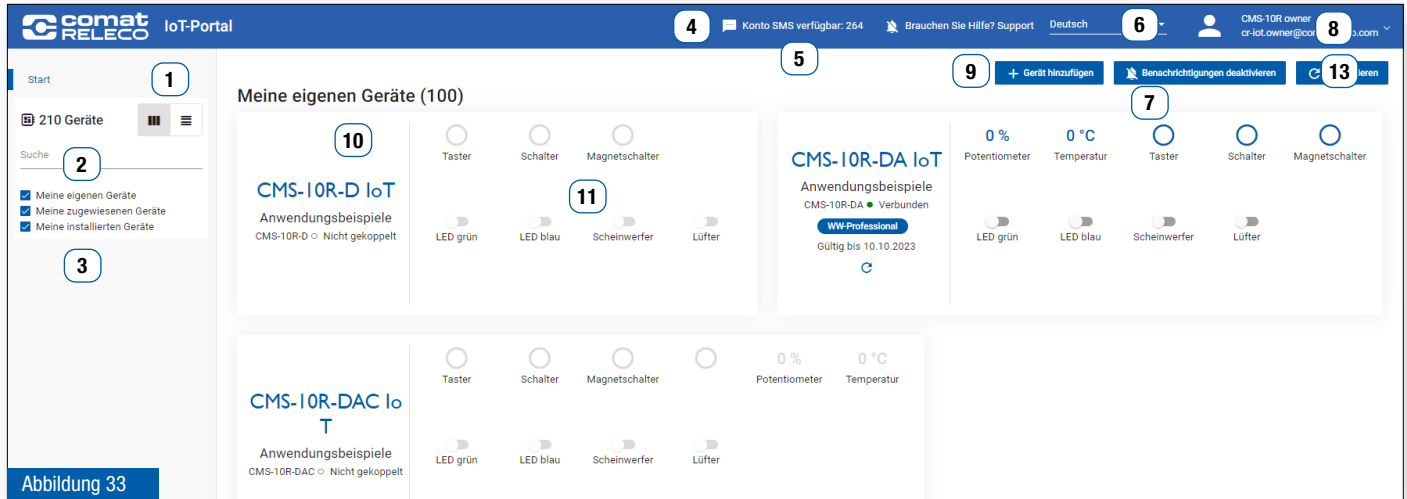 comat
RELECO
IoT-Portal
4
Konto SMS verfügbar: 264
Brauchen Sie Hilfe? Support
Deutsch
6
CMS-10R owner
cr-iot.owner@co
8
.com
5
Start
1
210 Geräte
Suche
2
Meine eigenen Geräte
Meine zugewiesenen Geräte
Meine installierten Geräte
3
9
+ Gerät hinzufügen
Benachrichtigungen deaktivieren
13
ieren
7
Meine eigenen Geräte (100)
10
CMS-10R-D IoT
Anwendungsbeispiele
CMS-10R-D Nicht gekoppelt
Taster
Schalter
Magnetschalter
11
LED grün
LED blau
Scheinwerfer
Lüfter
CMS-10R-DA IoT
Anwendungsbeispiele
CMS-10R-DA Verbunden
WW-Professional
Gültig bis 10.10.2023
0 %
0 °C
Potentiometer
Temperatur
Taster
Schalter
Magnetschalter
LED grün
LED blau
Scheinwerfer
Lüfter
CMS-10R-DAC Io
T
Anwendungsbeispiele
CMS-10R-DAC Nicht gekoppelt
0 %
0 °C
Taster
Schalter
Magnetschalter
Potentiometer
Temperatur
LED grün
LED blau
Scheinwerfer
Lüfter
Abbildung 33